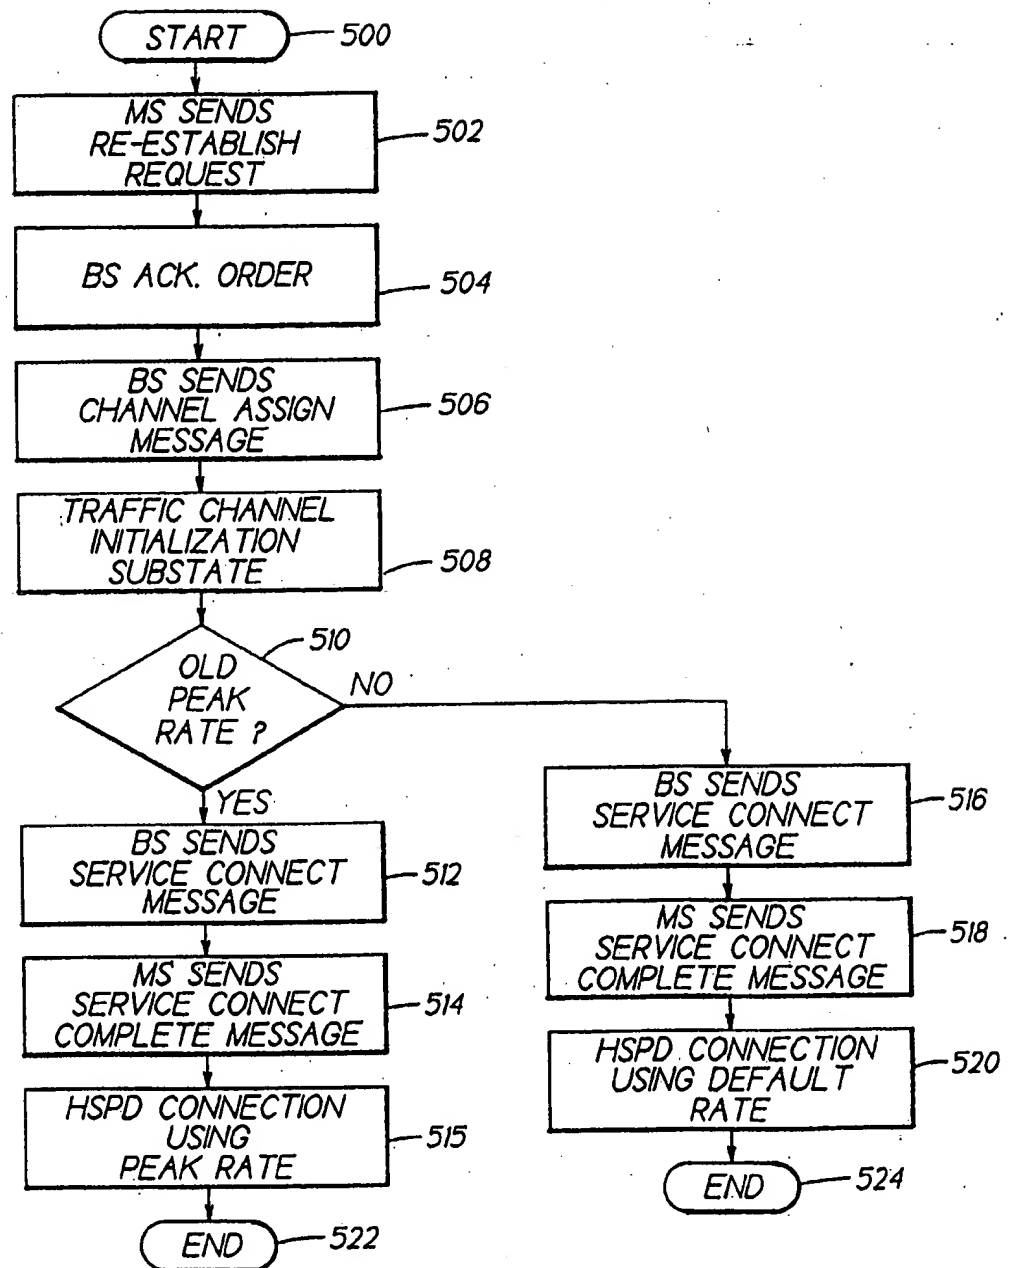 START
500
MS SENDS
RE-ESTABLISH
REQUEST
502
BS ACK. ORDER
504
BS SENDS
CHANNEL ASSIGN
MESSAGE
506
TRAFFIC CHANNEL
INITIALIZATION
SUBSTATE
508
510
OLD
PEAK
RATE ?
NO
YES
BS SENDS
SERVICE CONNECT
MESSAGE
512
MS SENDS
SERVICE CONNECT
COMPLETE MESSAGE
514
HSPD CONNECTION
USING
PEAK RATE
515
END
522
BS SENDS
SERVICE CONNECT
MESSAGE
516
MS SENDS
SERVICE CONNECT
COMPLETE MESSAGE
518
HSPD CONNECTION
USING DEFAULT
RATE
520
END
524